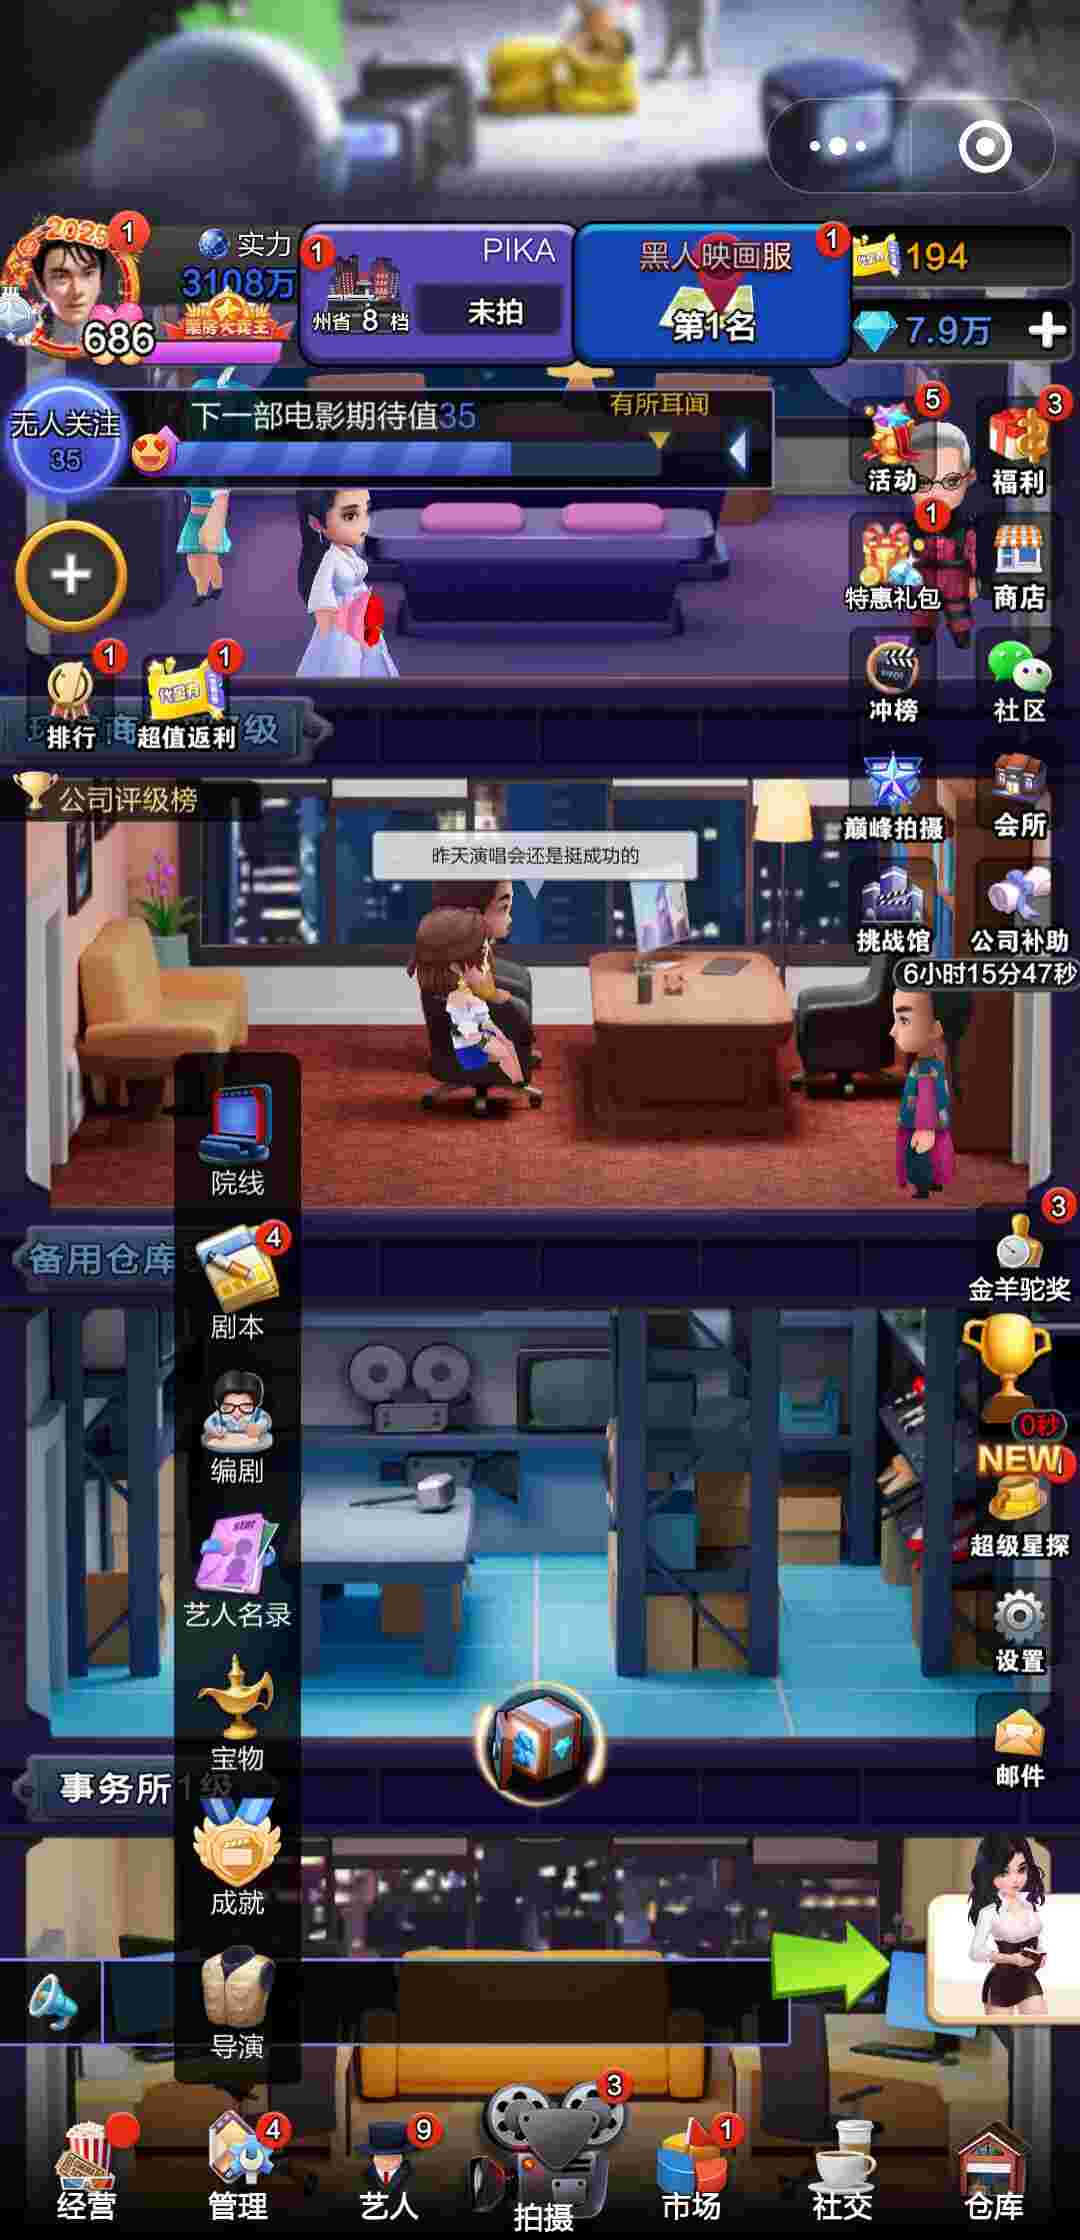 2025
1
实力
3108万
686
票房大赏王
1
PIKA
州省 8 档
未拍
1
黑人映画服
第1名
代金券
194
7.9万
无人关注
35
下一部电影期待值35
有所耳闻
5
活动
3
福利
1
特惠礼包
商店
1
排行
1
代金券
超值返利
级
冲榜
社区
公司评级榜
巅峰拍摄
会所
昨天演唱会还是挺成功的
挑战馆
公司补助
6小时15分47秒
院线
3
金羊驼奖
备用仓库
4
剧本
编剧
0秒
NEW
超级星探
STAR
艺人名录
设置
宝物
邮件
事务所1级
成就
导演
经营
4
管理
9
艺人
3
拍摄
1
市场
社交
仓库